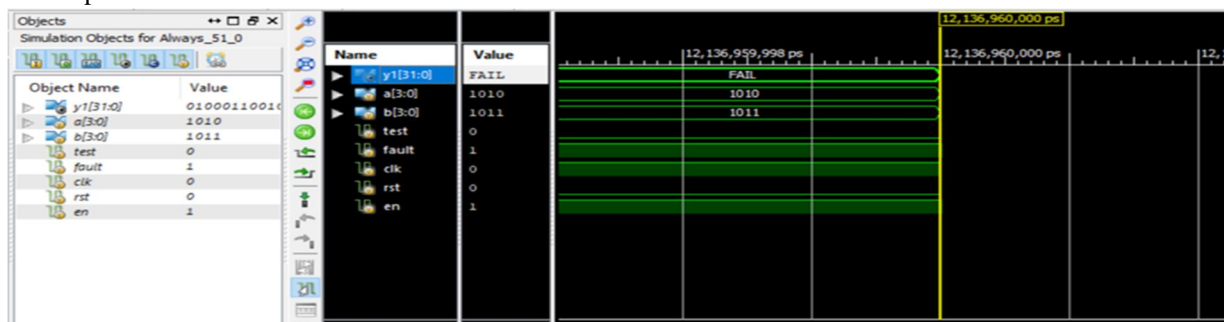 Objects
Simulation Objects for Always_51_0
Object Name Value
y1[31:0] 01000110010
a[3:0] 1010
b[3:0] 1011
test 0
fault 1
clk 0
rst 0
en 1
Name Value
y1[31:0] FAIL
a[3:0] 1010
b[3:0] 1011
test 0
fault 1
clk 0
rst 0
en 1
12,136,960,000 ps
12,136,959,998 ps 12,136,960,000 ps 12,
FAIL
1010
1011